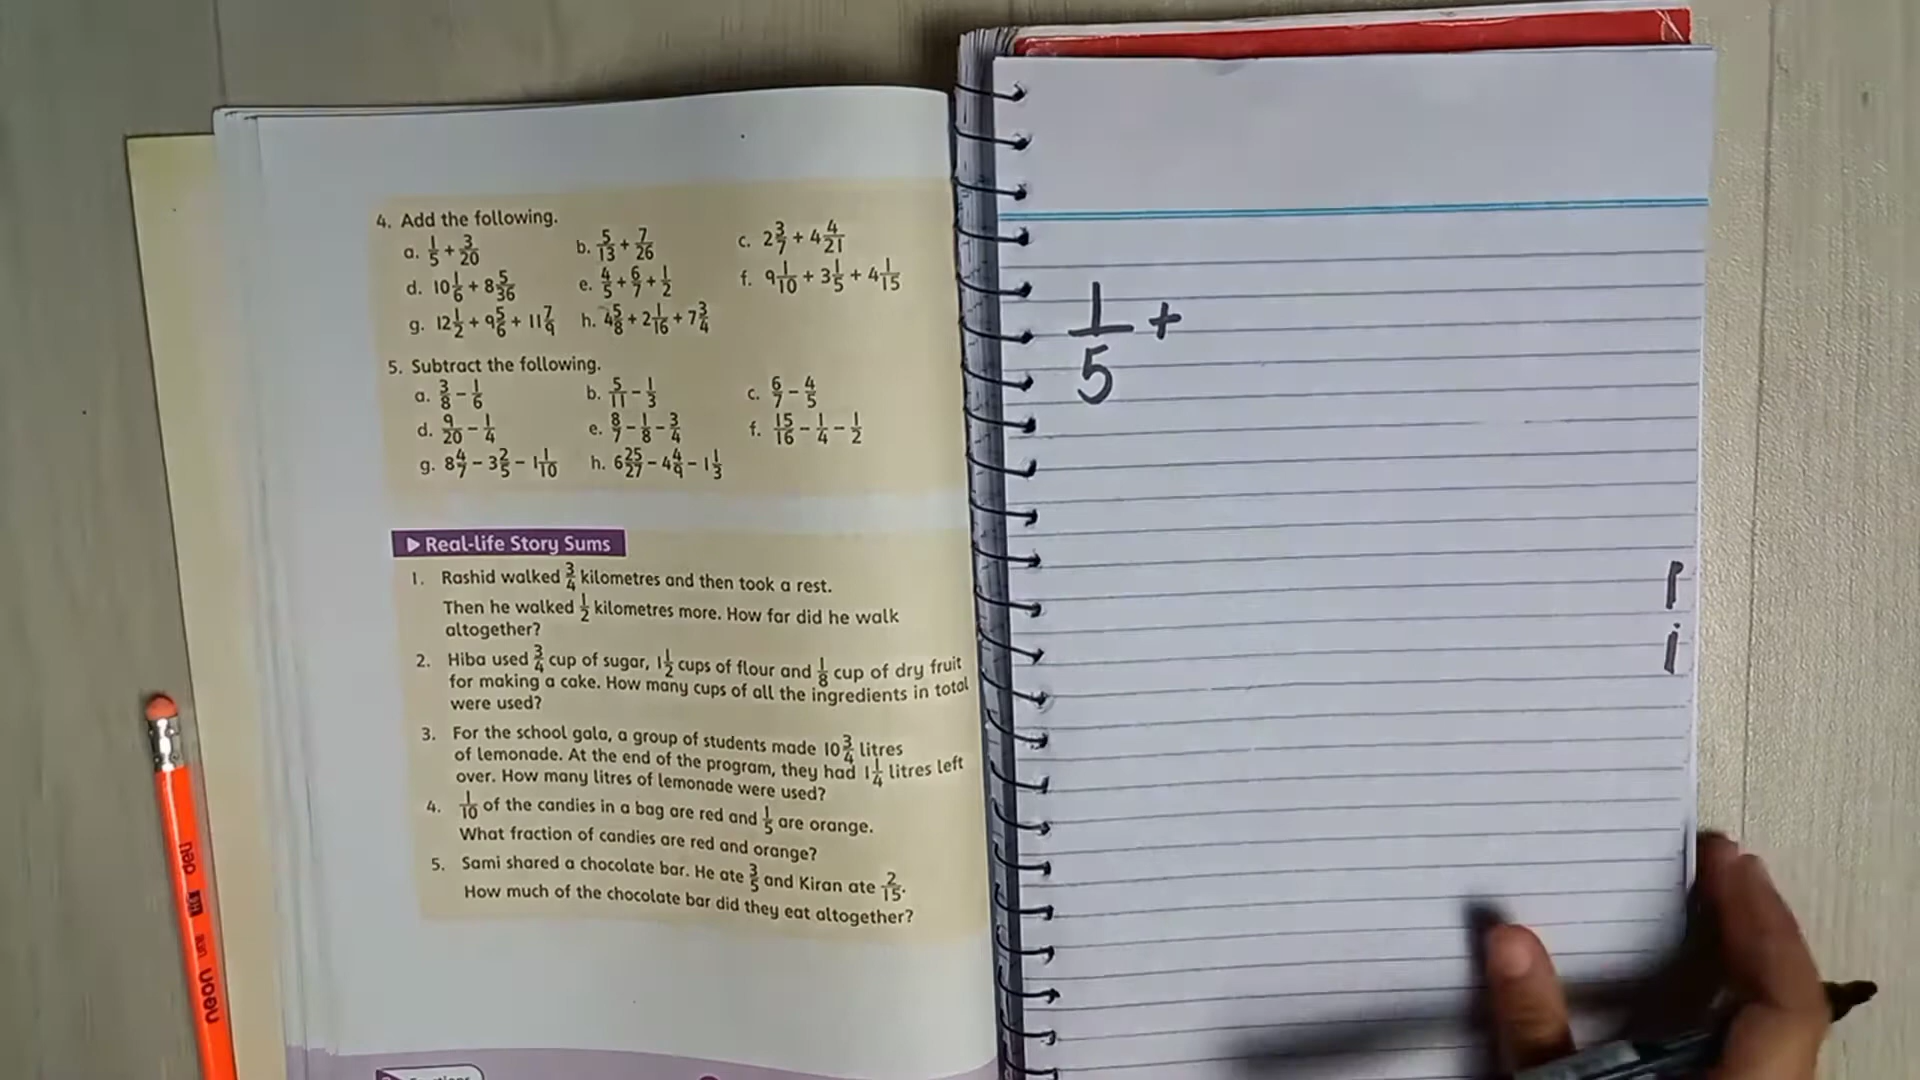 4. Add the following.
a. 1/5 + 3/20 b. 5/13 + 7/26 c. 2 3/7 + 4 4/21
d. 10 1/6 + 8 5/36 e. 4/5 + 6/7 + 1/2 f. 9 1/10 + 3 1/5 + 4 1/15
g. 12 1/2 + 9 5/6 + 11 7/9 h. 4 5/8 + 2 1/16 + 7 3/4
5. Subtract the following.
a. 3/8 − 1/6 b. 5/11 − 1/3 c. 6/7 − 4/5
d. 9/20 − 1/4 e. 8/7 − 1/8 − 3/4 f. 15/16 − 1/4 − 1/2
g. 8 4/7 − 3 2/5 − 1 1/10 h. 6 25/27 − 4 4/9 − 1 1/3
Real-life Story Sums
1. Rashid walked 3/4 kilometres and then took a rest.
Then he walked 1/2 kilometres more. How far did he walk
altogether?
2. Hiba used 3/4 cup of sugar, 1 1/2 cups of flour and 1/8 cup of dry fruit
for making a cake. How many cups of all the ingredients in total
were used?
3. For the school gala, a group of students made 10 3/4 litres
of lemonade. At the end of the program, they had 1 1/4 litres left
over. How many litres of lemonade were used?
4. 1/10 of the candies in a bag are red and 1/5 are orange.
What fraction of candies are red and orange?
5. Sami shared a chocolate bar. He ate 3/5 and Kiran ate 2/15.
How much of the chocolate bar did they eat altogether?
1/5 +
neon